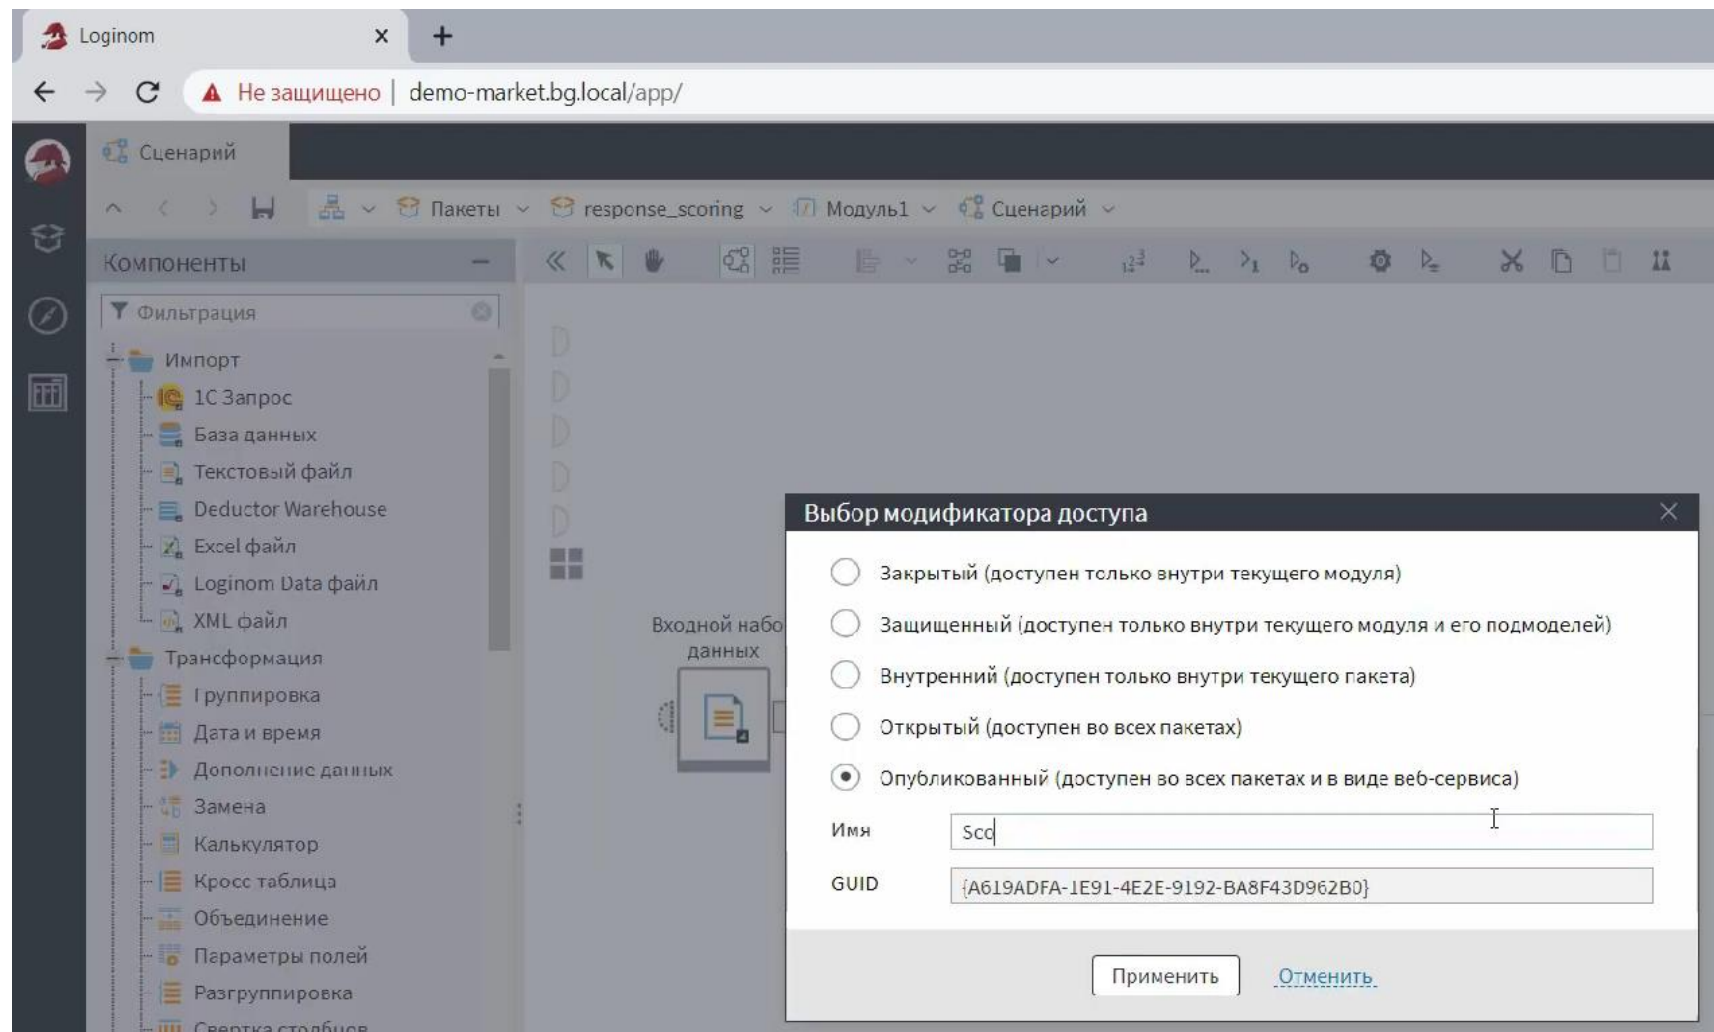 Loginom
Не защищено | demo-market.bg.local/app/
Сценарий
Пакеты response_scoring Модуль1 Сценарий
Компоненты
Фильтрация
Импорт
1С Запрос
База данных
Текстовый файл
Deductor Warehouse
Excel файл
Loginom Data файл
XML файл
Трансформация
Группировка
Дата и время
Дополнение данных
Замена
Калькулятор
Кросс таблица
Объединение
Параметры полей
Разгруппировка
Свертка столбцов
Входной набо
данных
Выбор модификатора доступа
Закрытый (доступен только внутри текущего модуля)
Защищенный (доступен только внутри текущего модуля и его подмоделей)
Внутренний (доступен только внутри текущего пакета)
Открытый (доступен во всех пакетах)
Опубликованный (доступен во всех пакетах и в виде веб-сервиса)
Имя Sco
GUID {A619ADFA-1E91-4E2E-9192-BA8F43D962B0}
Применить Отменить